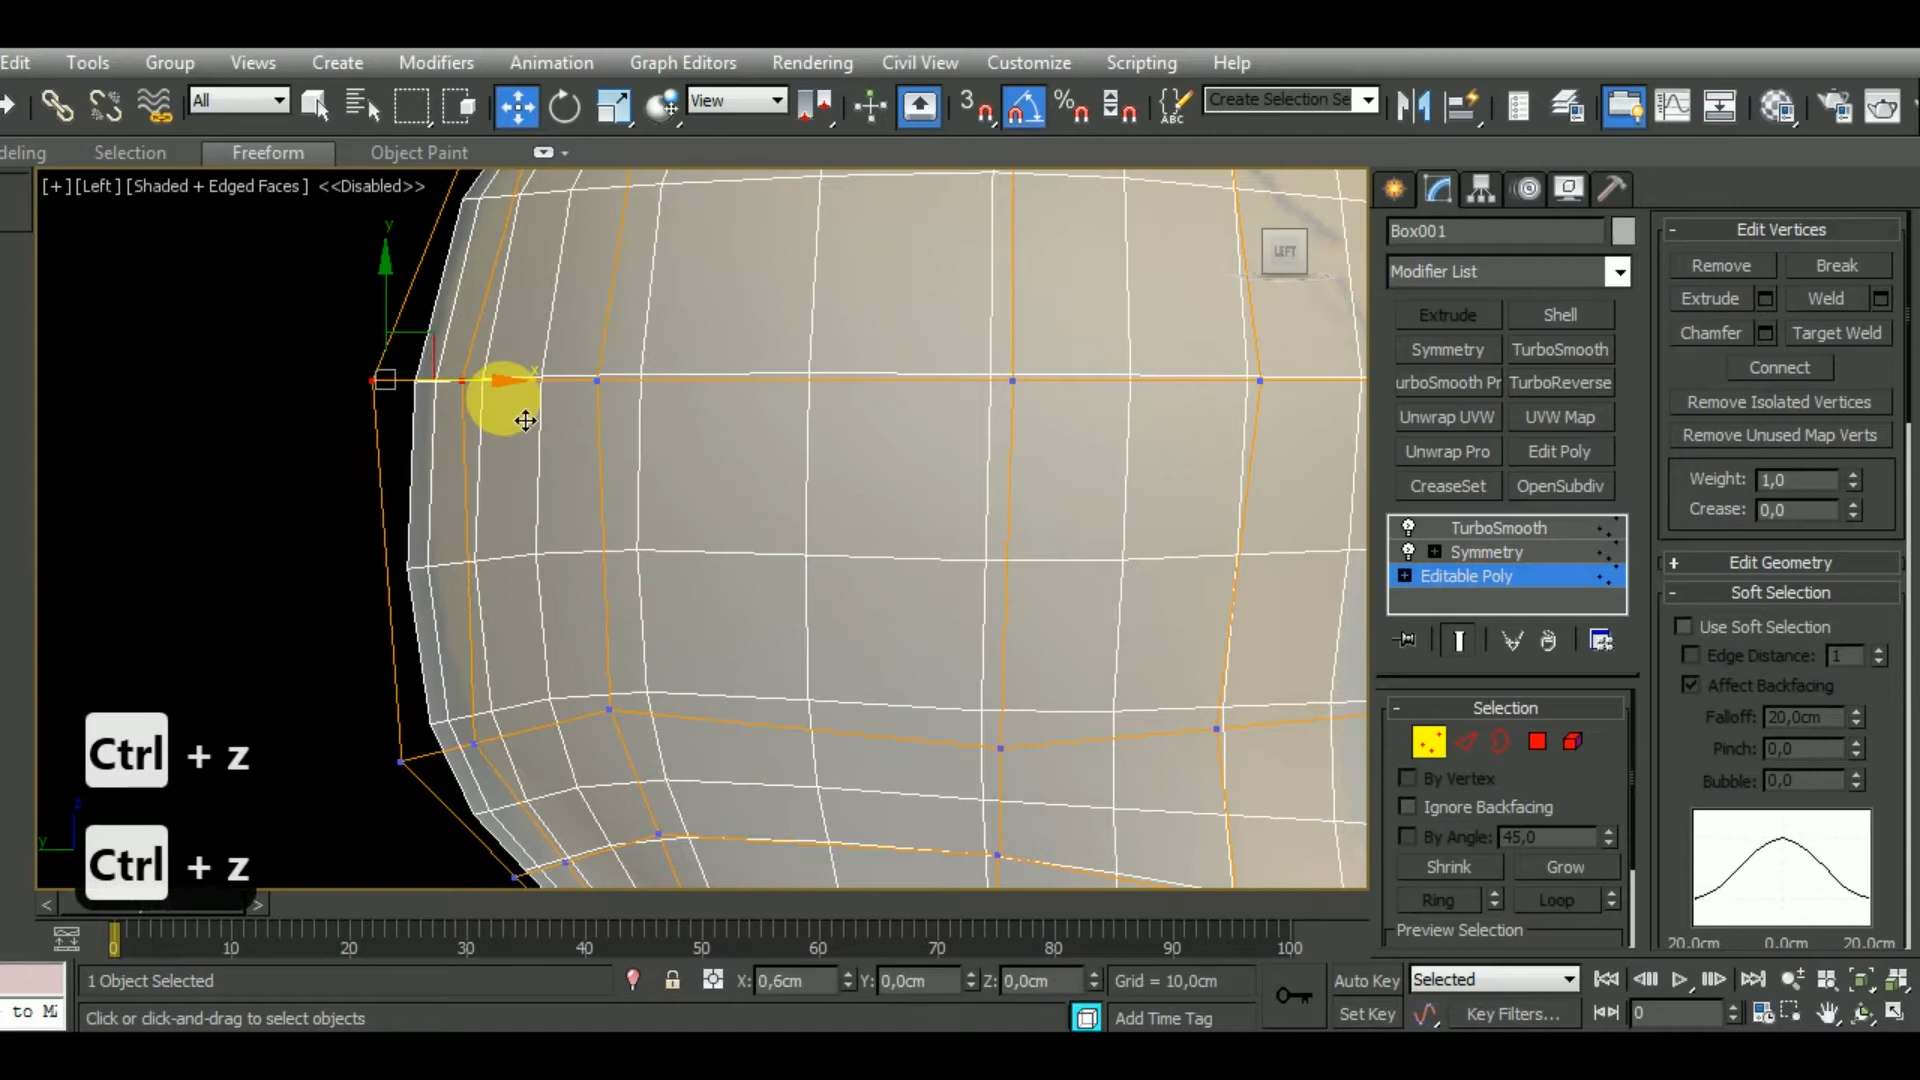 Edit Tools Group Views Create Modifiers Animation Graph Editors Rendering Civil View Customize Scripting Help
All View 3 % ABC Create Selection Se
deling Selection Freeform Object Paint
[+] [Left] [Shaded + Edged Faces] <<Disabled>>
y
x
LEFT
Ctrl + z
Ctrl + z
z
y
Box001
Modifier List
Extrude Shell
Symmetry TurboSmooth
urboSmooth Pr TurboReverse
Unwrap UVW UVW Map
Unwrap Pro Edit Poly
CreaseSet OpenSubdiv
TurboSmooth
Symmetry
Editable Poly
- Selection
By Vertex
Ignore Backfacing
By Angle: 45,0
Shrink Grow
Ring Loop
Preview Selection
- Edit Vertices
Remove Break
Extrude Weld
Chamfer Target Weld
Connect
Remove Isolated Vertices
Remove Unused Map Verts
Weight: 1,0
Crease: 0,0
+ Edit Geometry
- Soft Selection
Use Soft Selection
Edge Distance: 1
Affect Backfacing
Falloff: 20,0cm
Pinch: 0,0
Bubble: 0,0
20.0cm 0.0cm 20.0cm
< >
0 10 20 30 40 50 60 70 80 90 100
1 Object Selected X: 0,6cm Y: 0,0cm Z: 0,0cm Grid = 10,0cm Auto Key Selected
to Mi Click or click-and-drag to select objects Add Time Tag Set Key Key Filters... 0